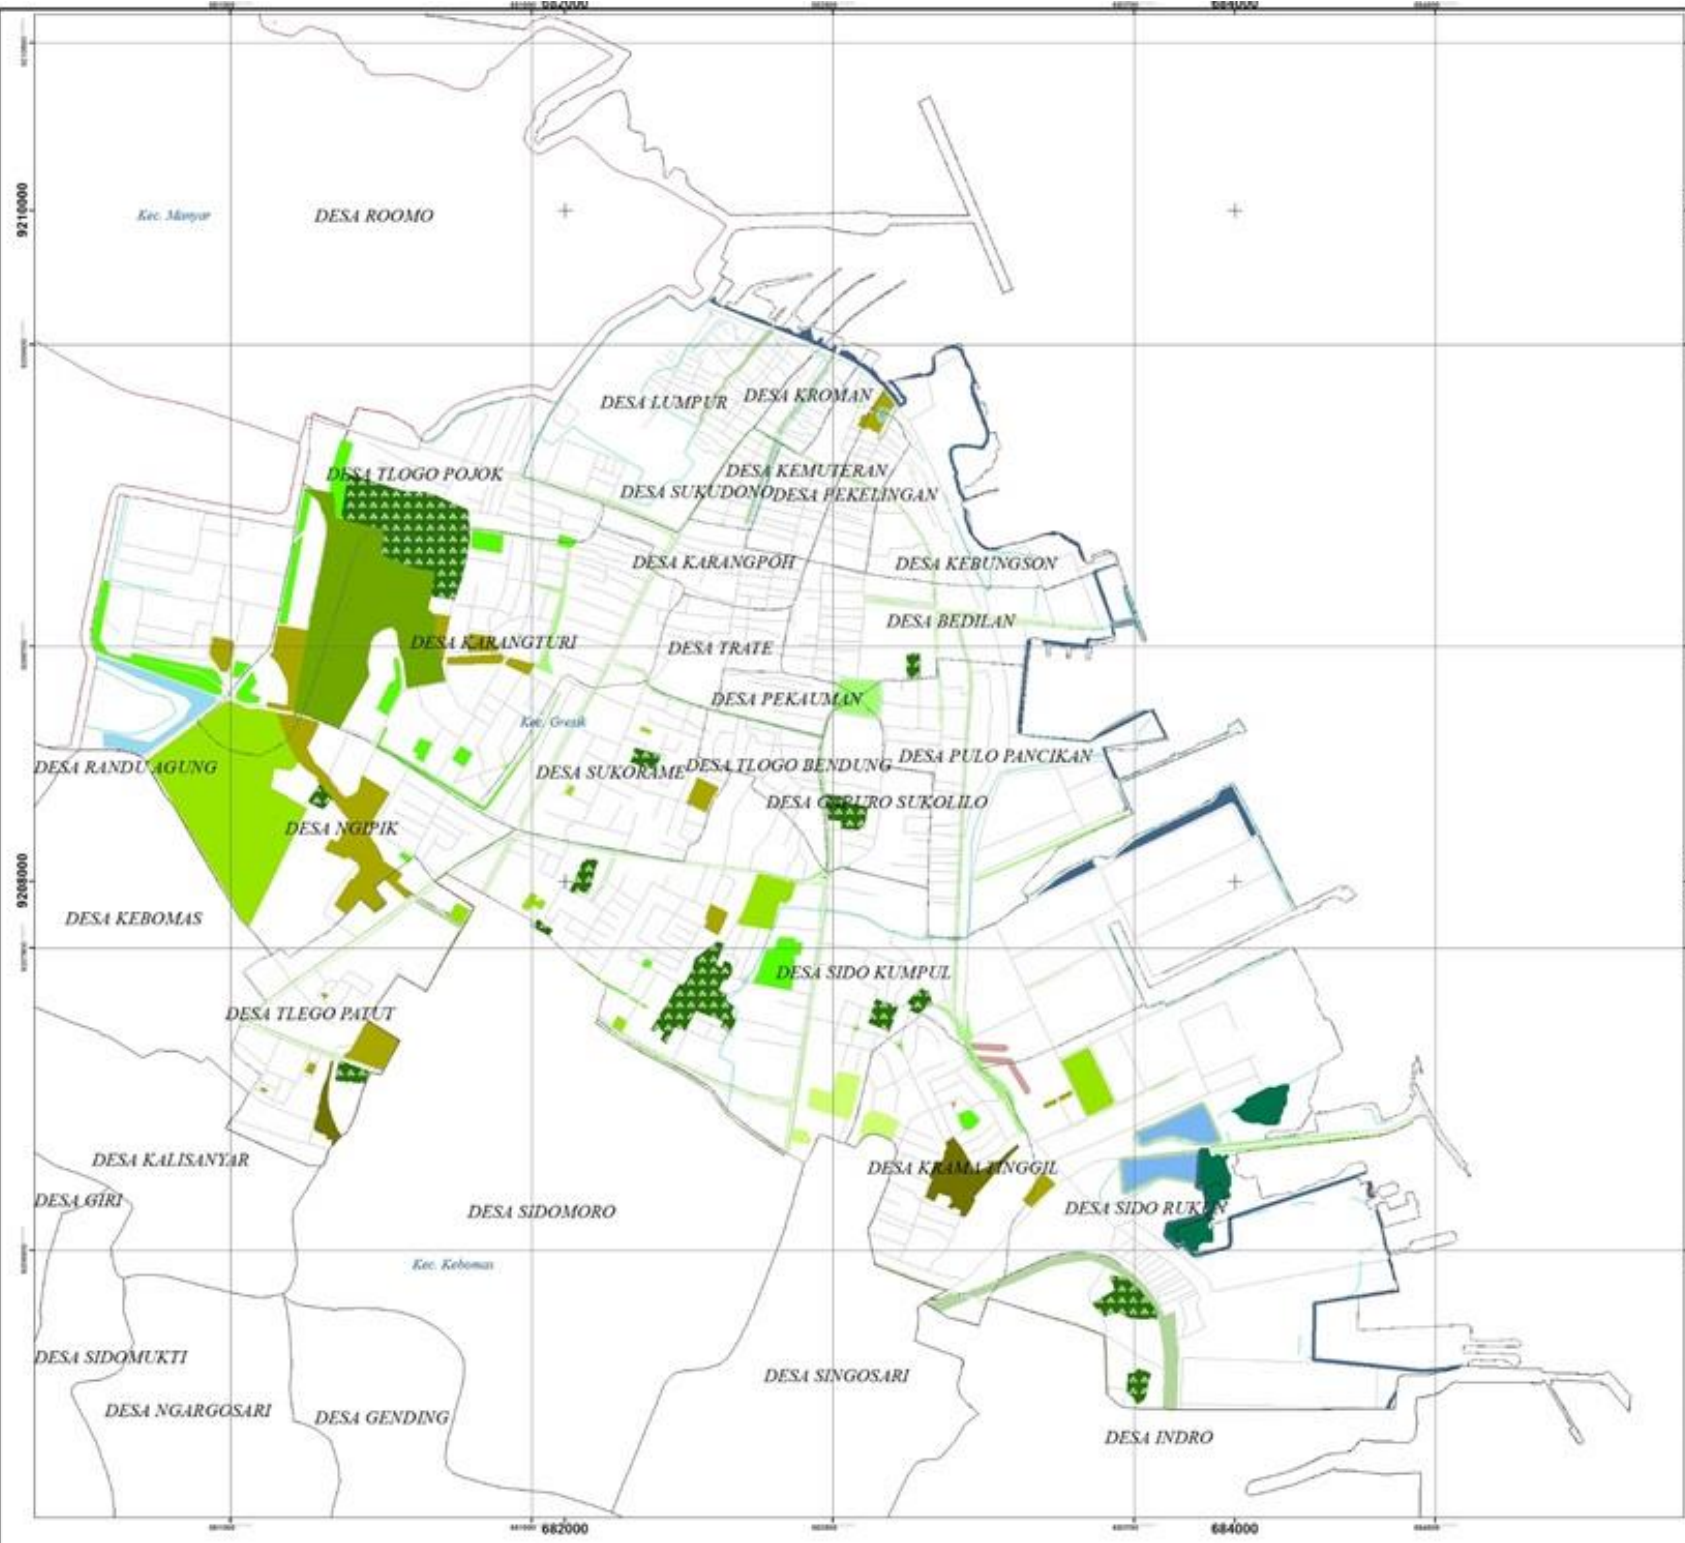 682000
684000
9210000
Kec. Manyar
DESA ROOMO
DESA LUMPUR
DESA KROMAN
DESA TLOGO POJOK
DESA KEMUTERAN
DESA SUKUDONO
DESA PEKELINGAN
DESA KARANGPOH
DESA KEBUNGSON
DESA BEDILAN
DESA KARANGTURI
DESA TRATE
DESA PEKAUMAN
Kec. Gresik
DESA PULO PANCIKAN
DESA RANDU AGUNG
DESA SUKORAME
DESA TLOGO BENDUNG
SUKOLILO
DESA NGIPIK
9208000
DESA KEBOMAS
DESA SIDO KUMPUL
DESA TLEGO PATUT
DESA KALISANYAR
DESA KRAMA TINGGIL
DESA GIRI
DESA SIDOMORO
DESA SIDO RUKUN
Kec. Kebomas
DESA SIDOMUKTI
DESA SINGOSARI
DESA NGARGOSARI
DESA GENDING
DESA INDRO
682000
684000